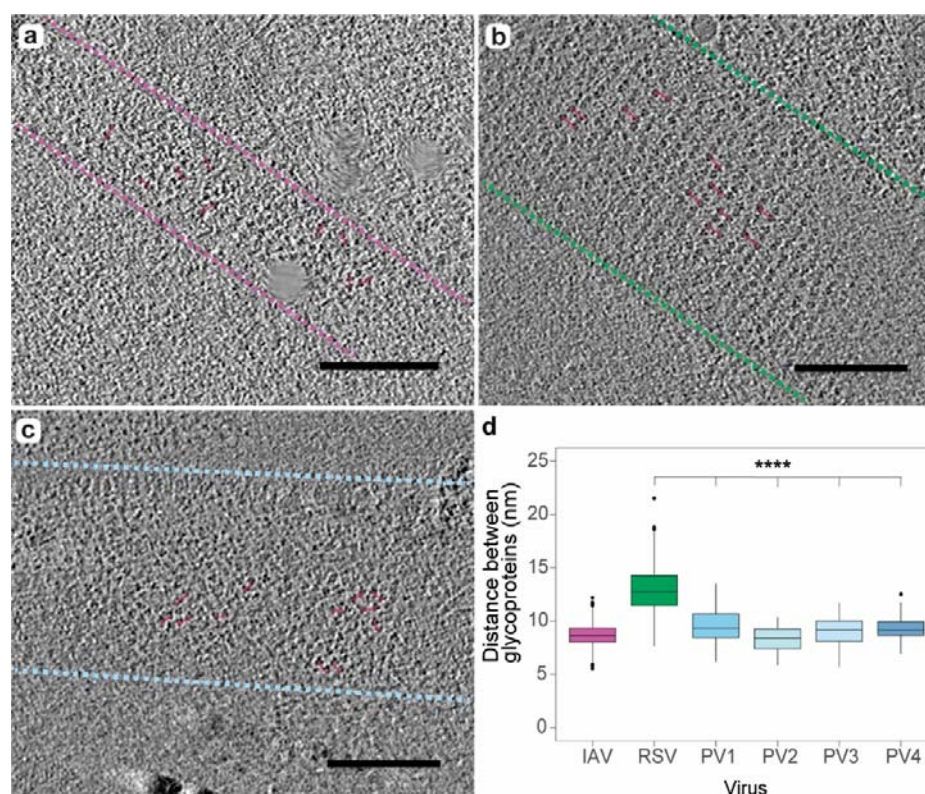 a
b
c
d
Distance between
glycoproteins (nm)
25
20
15
10
5
0
****
IAV RSV PV1 PV2 PV3 PV4
Virus